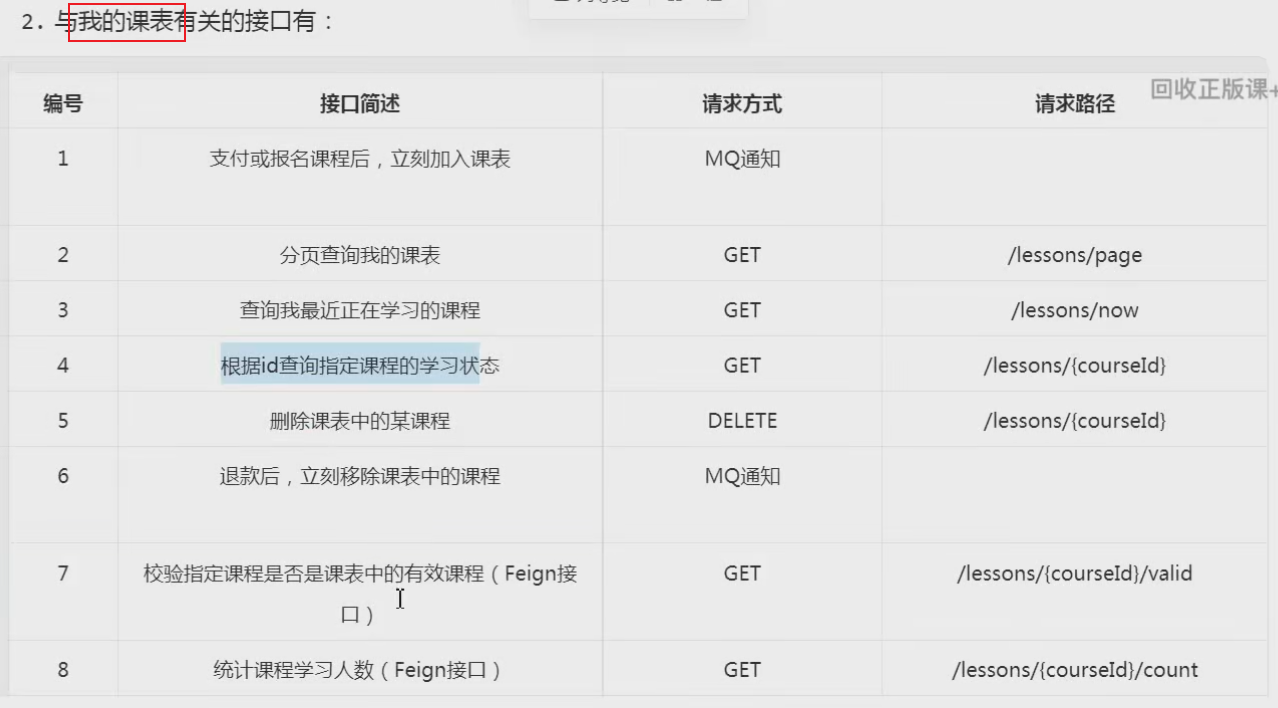 2. 与我的课表有关的接口有：
回收正版课+
编号 接口简述 请求方式 请求路径
1 支付或报名课程后，立刻加入课表 MQ通知
2 分页查询我的课表 GET /lessons/page
3 查询我最近正在学习的课程 GET /lessons/now
4 根据id查询指定课程的学习状态 GET /lessons/{courseId}
5 删除课表中的某课程 DELETE /lessons/{courseId}
6 退款后，立刻移除课表中的课程 MQ通知
7 校验指定课程是否是课表中的有效课程（Feign接 GET /lessons/{courseId}/valid
口）
8 统计课程学习人数（Feign接口） GET /lessons/{courseId}/count